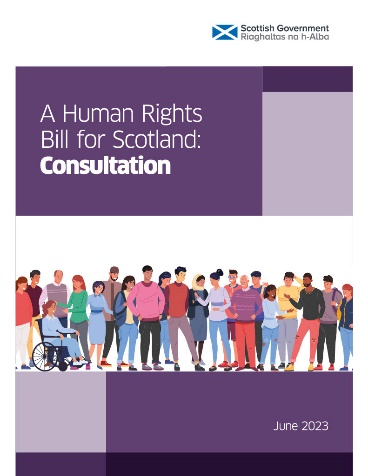 Scottish Government
Riaghaltas na h-Alba
A Human Rights
Bill for Scotland:
Consultation
June 2023